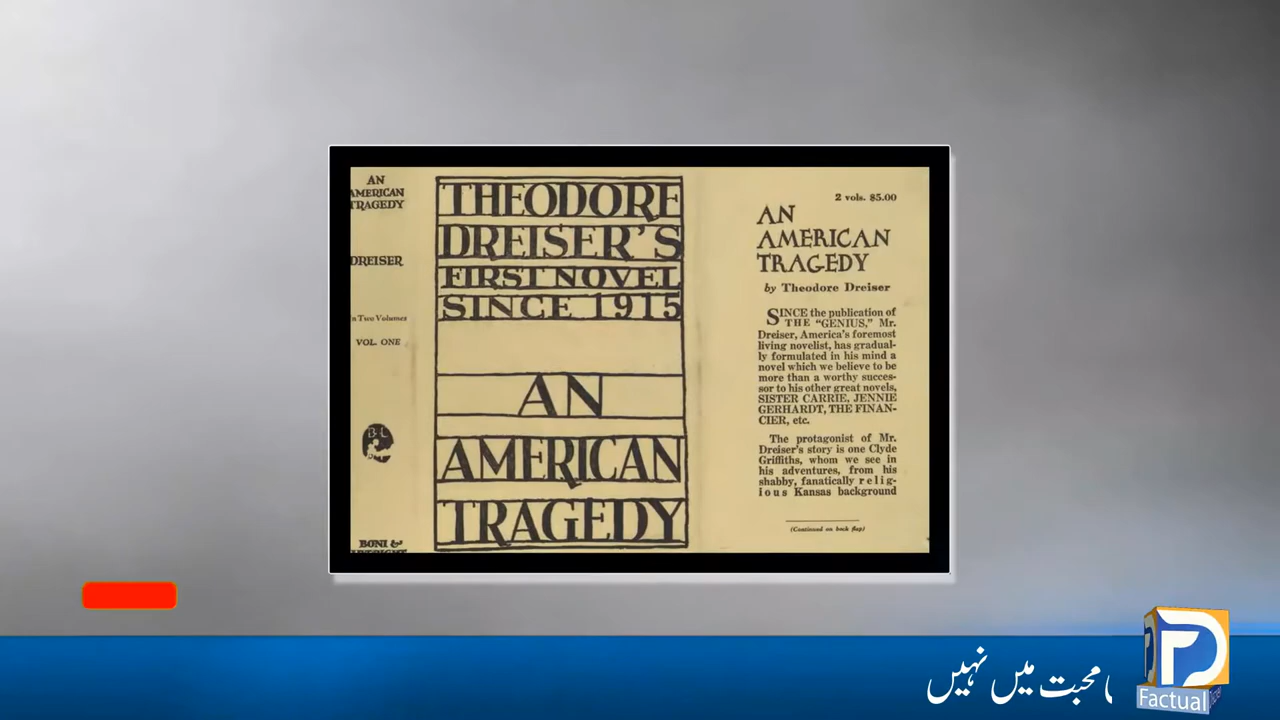 AN
AMERICAN
TRAGEDY
DREISER
n Two Volumes
VOL. ONE
B L
BONI &
THEODORE
DREISER'S
FIRST NOVEL
SINCE 1915
AN
AMERICAN
TRAGEDY
2 vols. $5.00
AN
AMERICAN
TRAGEDY
by Theodore Dreiser
SINCE the publication of
THE "GENIUS," Mr.
Dreiser, America's foremost
living novelist, has gradual-
ly formulated in his mind a
novel which we believe to be
more than a worthy succes-
sor to his other great novels,
SISTER CARRIE, JENNIE
GERHARDT, THE FINAN-
CIER, etc.
The protagonist of Mr.
Dreiser's story is one Clyde
Griffiths, whom we see in
his adventures, from his
shabby, fanatically relig-
ious Kansas background
(Continued on back flap)
محبت میں نہیں
Factual